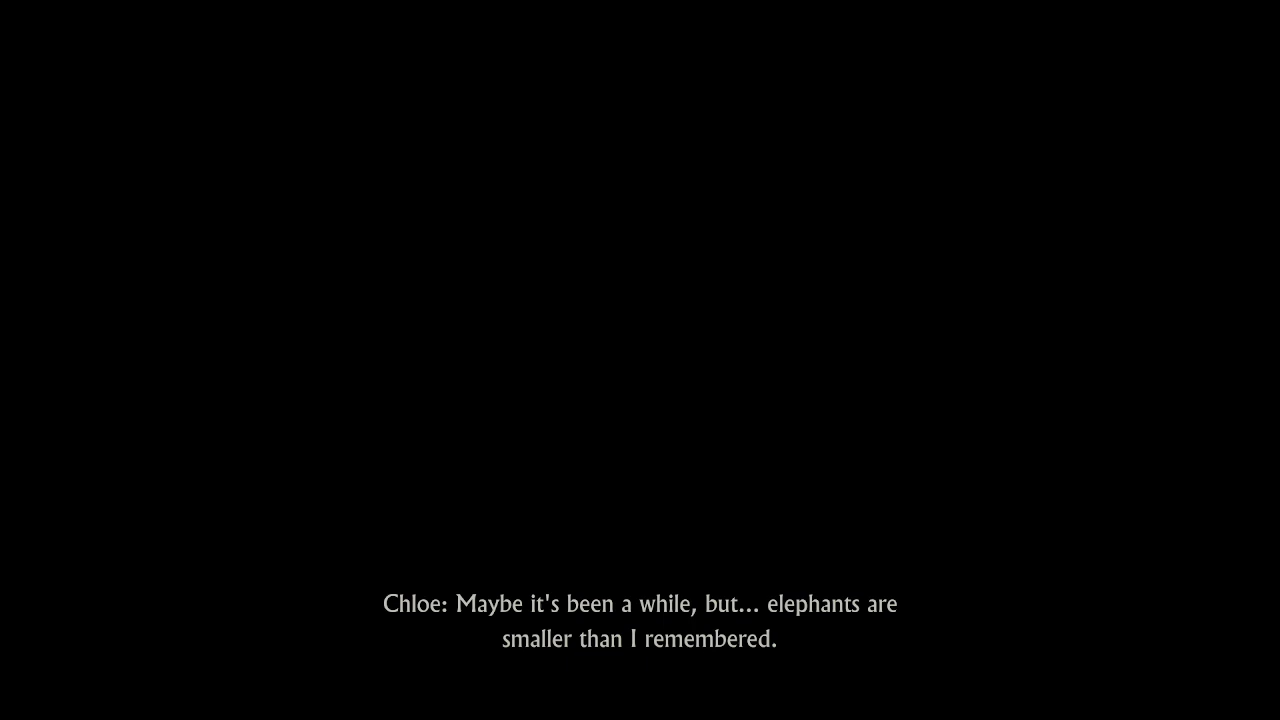 Chloe: Maybe it's been a while, but... elephants are
smaller than I remembered.